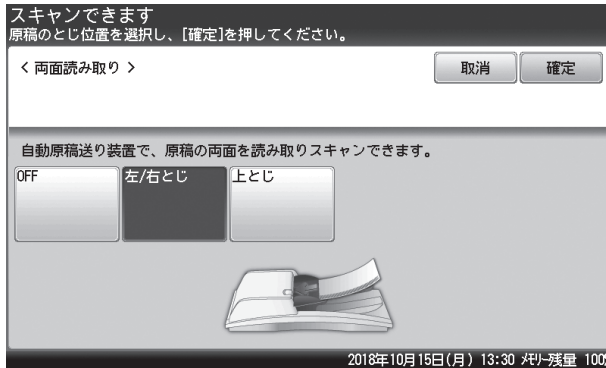 スキャンできます
原稿のとじ位置を選択し、[確定]を押してください。
< 両面読み取り >
取消
確定
自動原稿送り装置で、原稿の両面を読み取りスキャンできます。
OFF
左/右とじ
上とじ
2018年10月15日(月) 13:30 ﾒﾓﾘｰ残量 100%